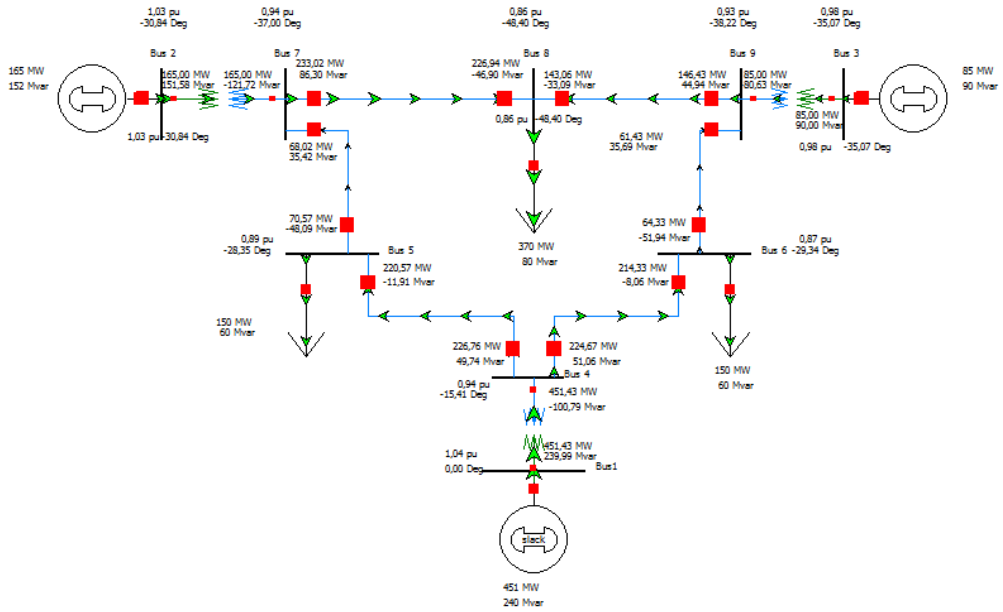 1,03 pu
-30,84 Deg
0,94 pu
-37,00 Deg
0,86 pu
-48,40 Deg
0,93 pu
-38,22 Deg
0,98 pu
-35,07 Deg
Bus 2
Bus 7
Bus 8
Bus 9
Bus 3
165 MW
152 Mvar
165,00 MW
151,58 Mvar
165,00 MW
-121,72 Mvar
233,02 MW
86,30 Mvar
226,94 MW
-46,90 Mvar
143,06 MW
-33,09 Mvar
146,43 MW
44,94 Mvar
85,00 MW
-80,63 Mvar
85,00 MW
90,00 Mvar
85 MW
90 Mvar
1,03 pu
-30,84 Deg
0,86 pu
-48,40 Deg
0,98 pu
-35,07 Deg
68,02 MW
35,42 Mvar
61,43 MW
35,69 Mvar
70,57 MW
-48,09 Mvar
64,33 MW
-51,94 Mvar
0,89 pu
-28,35 Deg
Bus 5
370 MW
80 Mvar
Bus 6
0,87 pu
-29,34 Deg
220,57 MW
-11,91 Mvar
214,33 MW
-8,06 Mvar
150 MW
60 Mvar
226,76 MW
49,74 Mvar
224,67 MW
51,06 Mvar
150 MW
60 Mvar
0,94 pu
-15,41 Deg
Bus 4
451,43 MW
-100,79 Mvar
451,43 MW
239,99 Mvar
1,04 pu
0,00 Deg
Bus1
slack
451 MW
240 Mvar